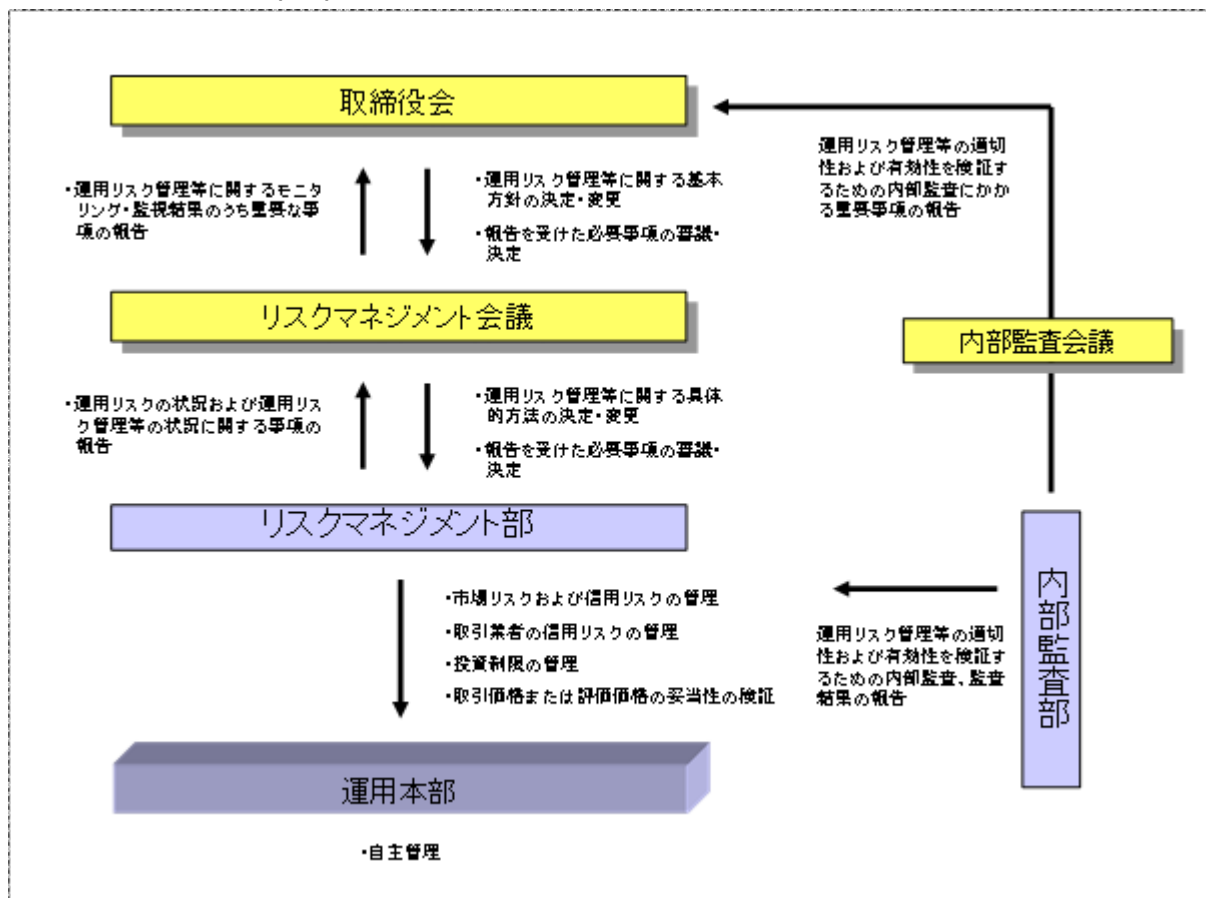 取締役会
・運用リスク管理等に関するモニ
タリング・監視結果のうち重要な事
項の報告
・運用リスク管理等に関する基本
方針の決定・変更
・報告を受けた必要事項の審議・
決定
運用リスク管理等の適切
性および有効性を検証す
るための内部監査にかか
る重要事項の報告
リスクマネジメント会議
内部監査会議
・運用リスクの状況および運用リス
ク管理等の状況に関する事項の
報告
・運用リスク管理等に関する具体
的方法の決定・変更
・報告を受けた必要事項の審議・
決定
リスクマネジメント部
内部監査部
・市場リスクおよび信用リスクの管理
・取引業者の信用リスクの管理
・投資制限の管理
・取引価格または評価価格の妥当性の検証
運用リスク管理等の適切
性および有効性を検証す
るための内部監査、監査
結果の報告
運用本部
・自主管理